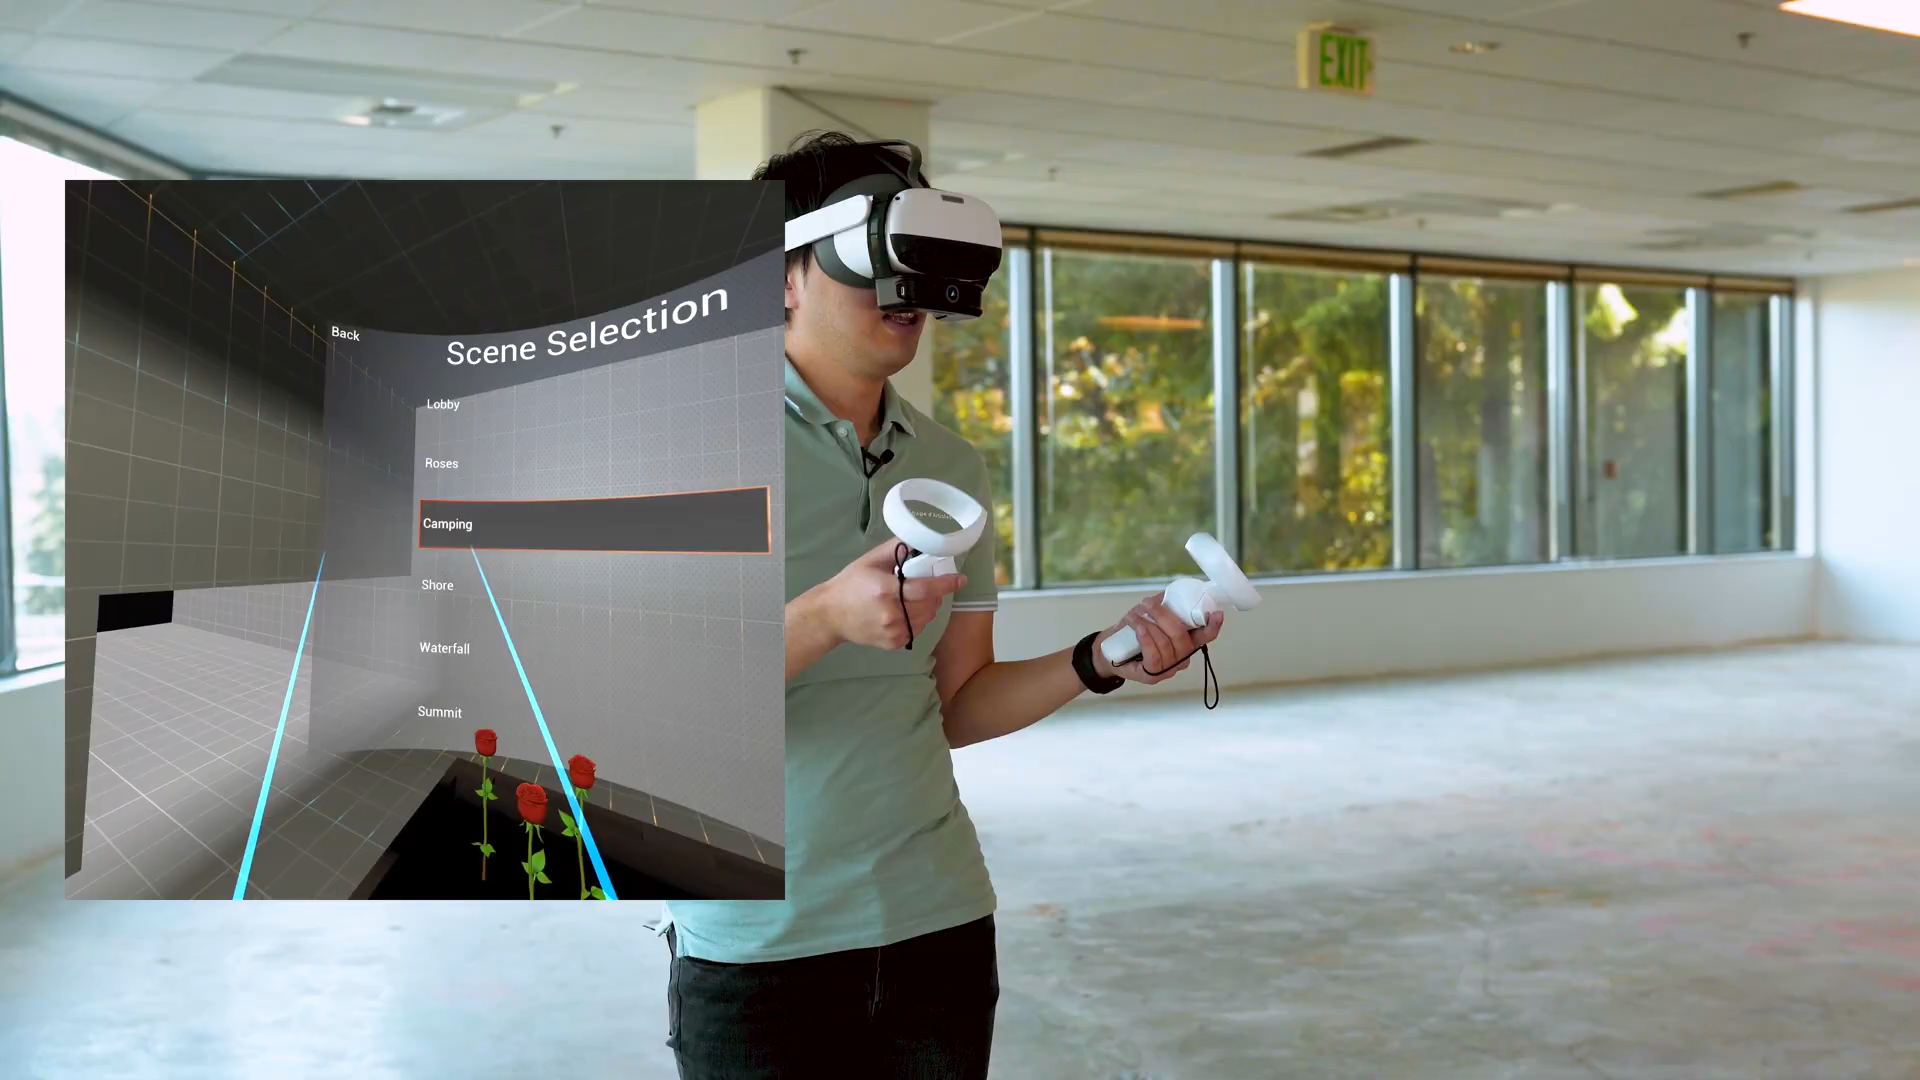 EXIT
Back
Scene Selection
Lobby
Roses
Camping
Shore
Waterfall
Summit